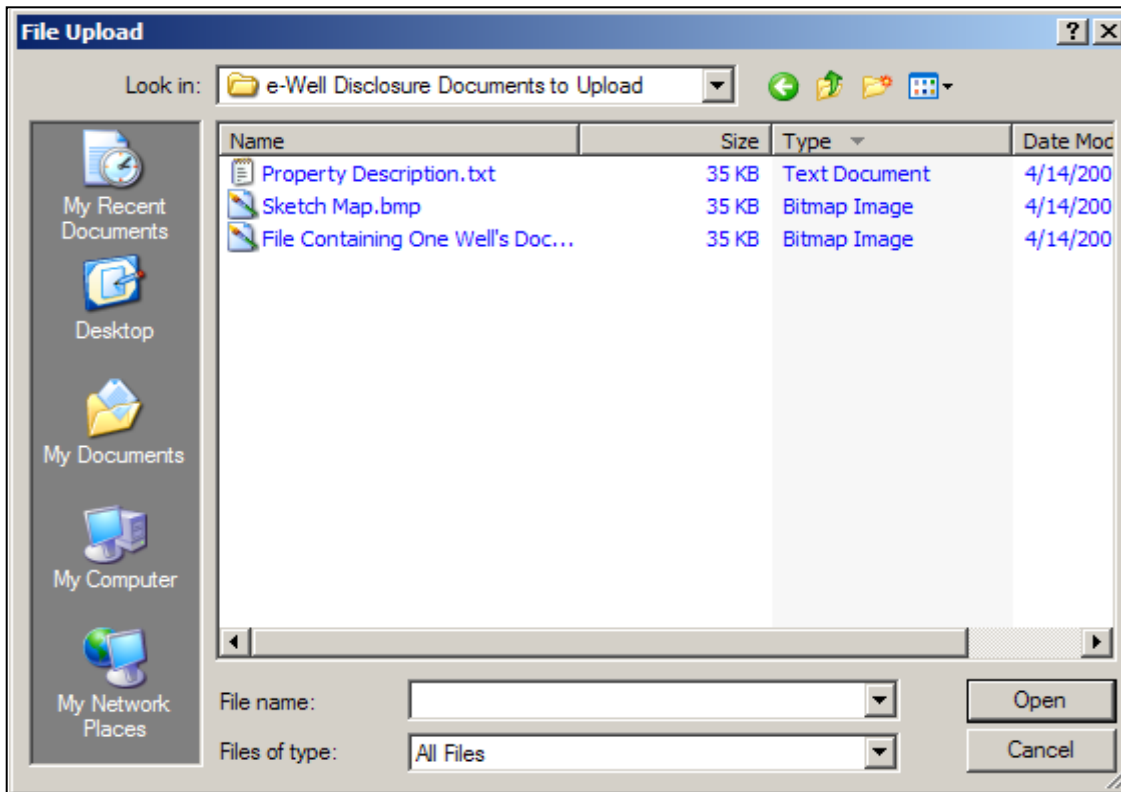 File Upload
Look in: e-Well Disclosure Documents to Upload
Name Size Type Date Mod
Property Description.txt 35 KB Text Document 4/14/200
Sketch Map.bmp 35 KB Bitmap Image 4/14/200
File Containing One Well's Doc... 35 KB Bitmap Image 4/14/200
My Recent
Documents
Desktop
My Documents
My Computer
My Network
Places
File name:
Open
Files of type: All Files
Cancel